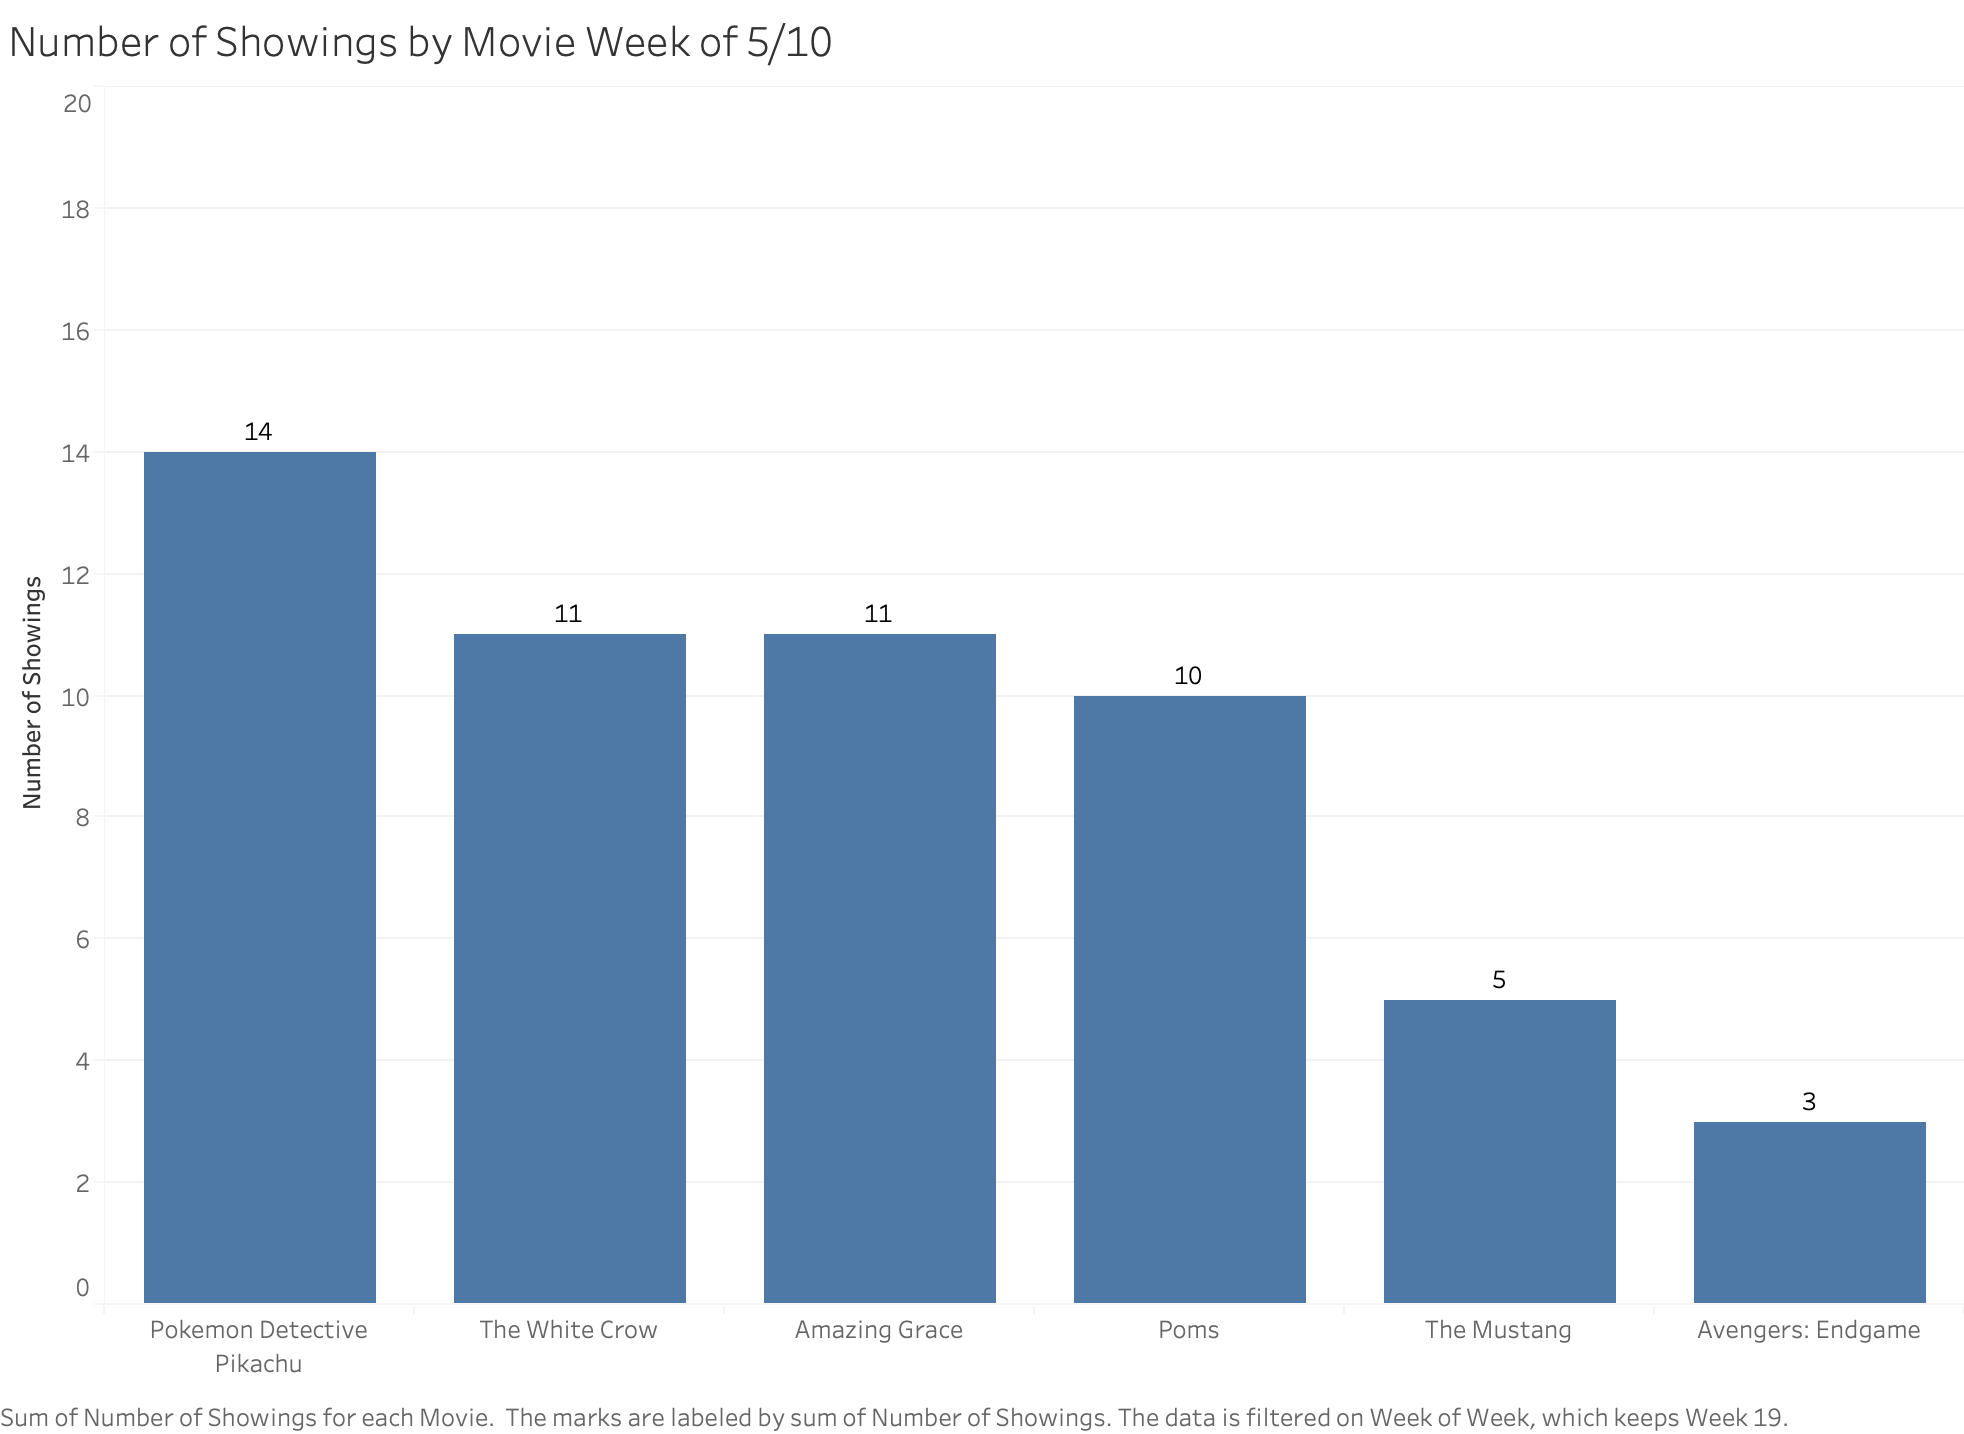 Number of Showings by Movie Week of 5/10
20
18
16
14
12
10
8
6
4
2
0
Number of Showings
14
11
11
10
5
3
Pokemon Detective
Pikachu
The White Crow
Amazing Grace
Poms
The Mustang
Avengers: Endgame
Sum of Number of Showings for each Movie.  The marks are labeled by sum of Number of Showings. The data is filtered on Week of Week, which keeps Week 19.